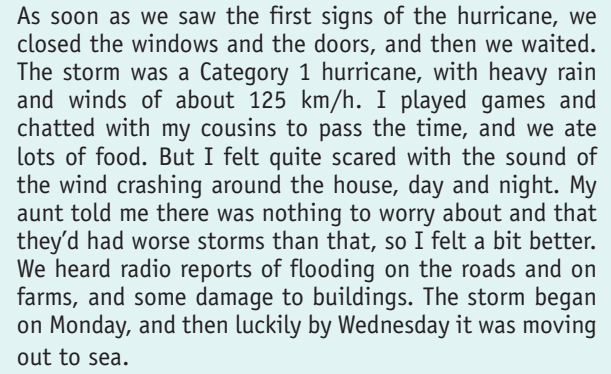 As soon as we saw the first signs of the hurricane, we
closed the windows and the doors, and then we waited.
The storm was a Category 1 hurricane, with heavy rain
and winds of about 125 km/h. I played games and
chatted with my cousins to pass the time, and we ate
lots of food. But I felt quite scared with the sound of
the wind crashing around the house, day and night. My
aunt told me there was nothing to worry about and that
they’d had worse storms than that, so I felt a bit better.
We heard radio reports of flooding on the roads and on
farms, and some damage to buildings. The storm began
on Monday, and then luckily by Wednesday it was moving
out to sea.